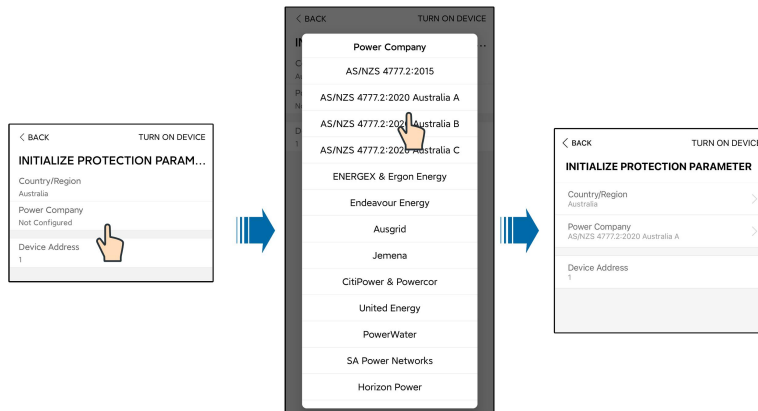 < BACK TURN ON DEVICE
INITIALIZE PROTECTION PARAM...
Country/Region
Australia
Power Company
Not Configured
Device Address
1
< BACK TURN ON DEVICE
Power Company
AS/NZS 4777.2:2015
AS/NZS 4777.2:2020 Australia A
AS/NZS 4777.2:2020 Australia B
AS/NZS 4777.2:2020 Australia C
ENERGEX & Ergon Energy
Endeavour Energy
Ausgrid
Jemena
CitiPower & Powercor
United Energy
PowerWater
SA Power Networks
Horizon Power
< BACK TURN ON DEVICE
INITIALIZE PROTECTION PARAMETER
Country/Region
Australia
Power Company
AS/NZS 4777.2:2020 Australia A
Device Address
1